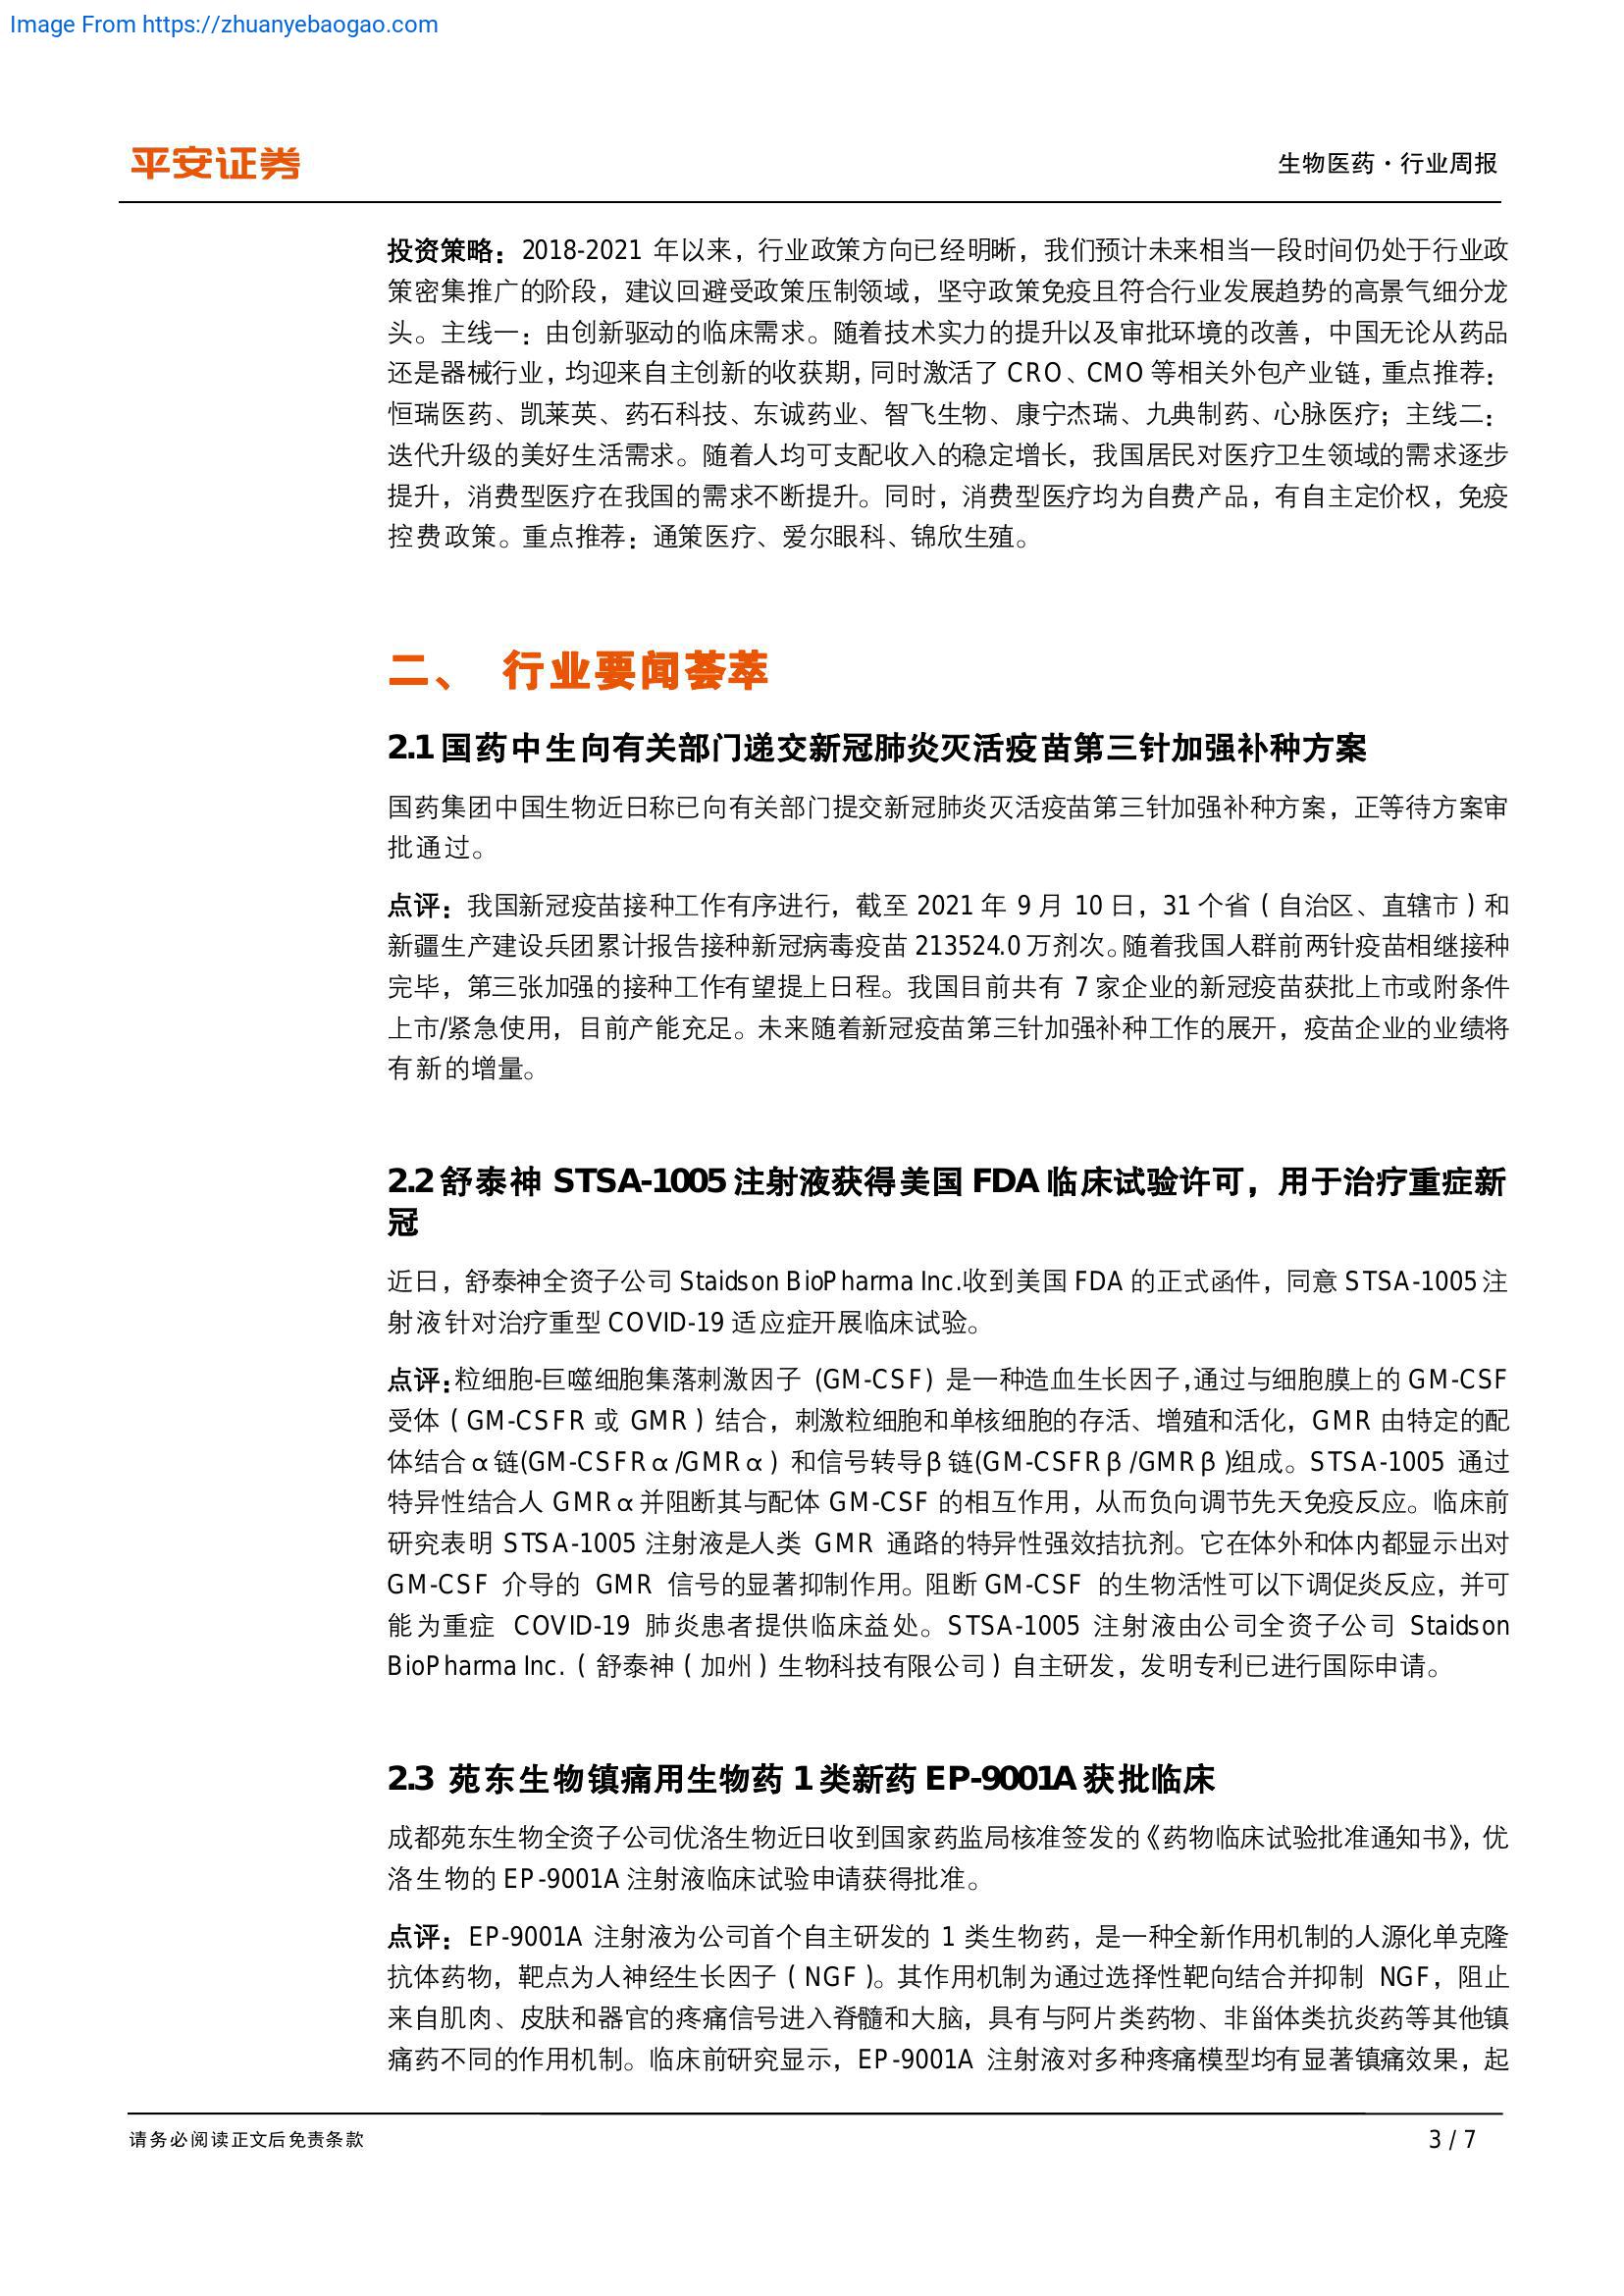 Image From https://zhuanyebaogao.com
平安证券
生物医药·行业周报
投资策略：2018-2021 年以来，行业政策方向已经明晰，我们预计未来相当一段时间仍处于行业政
策密集推广的阶段，建议回避受政策压制领域，坚守政策免疫且符合行业发展趋势的高景气细分龙
头。主线一：由创新驱动的临床需求。随着技术实力的提升以及审批环境的改善，中国无论从药品
还是器械行业，均迎来自主创新的收获期，同时激活了 CRO、CMO 等相关外包产业链，重点推荐：
恒瑞医药、凯莱英、药石科技、东诚药业、智飞生物、康宁杰瑞、九典制药、心脉医疗；主线二：
迭代升级的美好生活需求。随着人均可支配收入的稳定增长，我国居民对医疗卫生领域的需求逐步
提升，消费型医疗在我国的需求不断提升。同时，消费型医疗均为自费产品，有自主定价权，免疫
控费政策。重点推荐：通策医疗、爱尔眼科、锦欣生殖。
二、 行业要闻荟萃
2.1 国药中生向有关部门递交新冠肺炎灭活疫苗第三针加强补种方案
国药集团中国生物近日称已向有关部门提交新冠肺炎灭活疫苗第三针加强补种方案，正等待方案审
批通过。
点评：我国新冠疫苗接种工作有序进行，截至 2021 年 9 月 10 日，31 个省（自治区、直辖市）和
新疆生产建设兵团累计报告接种新冠病毒疫苗 213524.0 万剂次。随着我国人群前两针疫苗相继接种
完毕，第三张加强的接种工作有望提上日程。我国目前共有 7 家企业的新冠疫苗获批上市或附条件
上市/紧急使用，目前产能充足。未来随着新冠疫苗第三针加强补种工作的展开，疫苗企业的业绩将
有新的增量。
2.2 舒泰神 STSA-1005 注射液获得美国 FDA 临床试验许可，用于治疗重症新
冠
近日，舒泰神全资子公司 Staidson BioPharma Inc.收到美国 FDA 的正式函件，同意 STSA-1005 注
射液针对治疗重型 COVID-19 适应症开展临床试验。
点评：粒细胞-巨噬细胞集落刺激因子 (GM-CSF) 是一种造血生长因子，通过与细胞膜上的 GM-CSF
受体（GM-CSFR 或 GMR）结合，刺激粒细胞和单核细胞的存活、增殖和活化，GMR 由特定的配
体结合α链(GM-CSFRα/GMRα) 和信号转导β链(GM-CSFRβ/GMRβ)组成。STSA-1005 通过
特异性结合人 GMRα并阻断其与配体 GM-CSF 的相互作用，从而负向调节先天免疫反应。临床前
研究表明 STSA-1005 注射液是人类 GMR 通路的特异性强效拮抗剂。它在体外和体内都显示出对
GM-CSF 介导的 GMR 信号的显著抑制作用。阻断 GM-CSF 的生物活性可以下调促炎反应，并可
能为重症 COVID-19 肺炎患者提供临床益处。STSA-1005 注射液由公司全资子公司 Staidson
BioPharma Inc.（舒泰神（加州）生物科技有限公司）自主研发，发明专利已进行国际申请。
2.3 苑东生物镇痛用生物药 1 类新药 EP-9001A 获批临床
成都苑东生物全资子公司优洛生物近日收到国家药监局核准签发的《药物临床试验批准通知书》，优
洛生物的 EP-9001A 注射液临床试验申请获得批准。
点评：EP-9001A 注射液为公司首个自主研发的 1 类生物药，是一种全新作用机制的人源化单克隆
抗体药物，靶点为人神经生长因子（NGF）。其作用机制为通过选择性靶向结合并抑制 NGF，阻止
来自肌肉、皮肤和器官的疼痛信号进入脊髓和大脑，具有与阿片类药物、非甾体类抗炎药等其他镇
痛药不同的作用机制。临床前研究显示，EP-9001A 注射液对多种疼痛模型均有显著镇痛效果，起
请务必阅读正文后免责条款
3 / 7